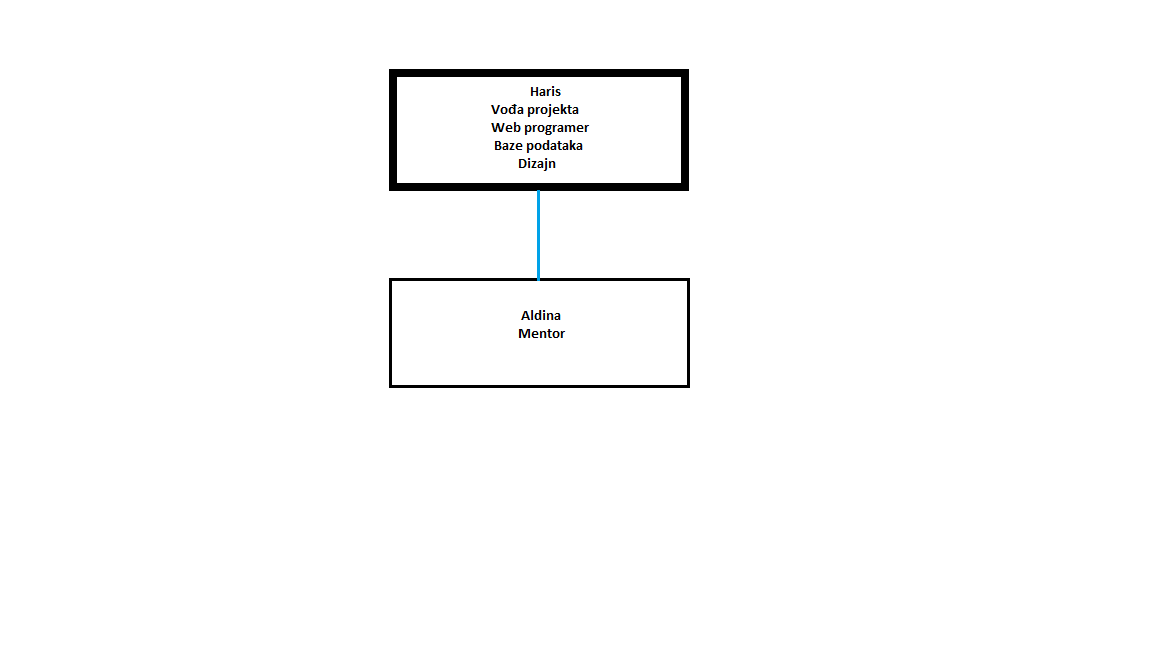 Haris
Vođa projekta
Web programer
Baze podataka
Dizajn
Aldina
Mentor